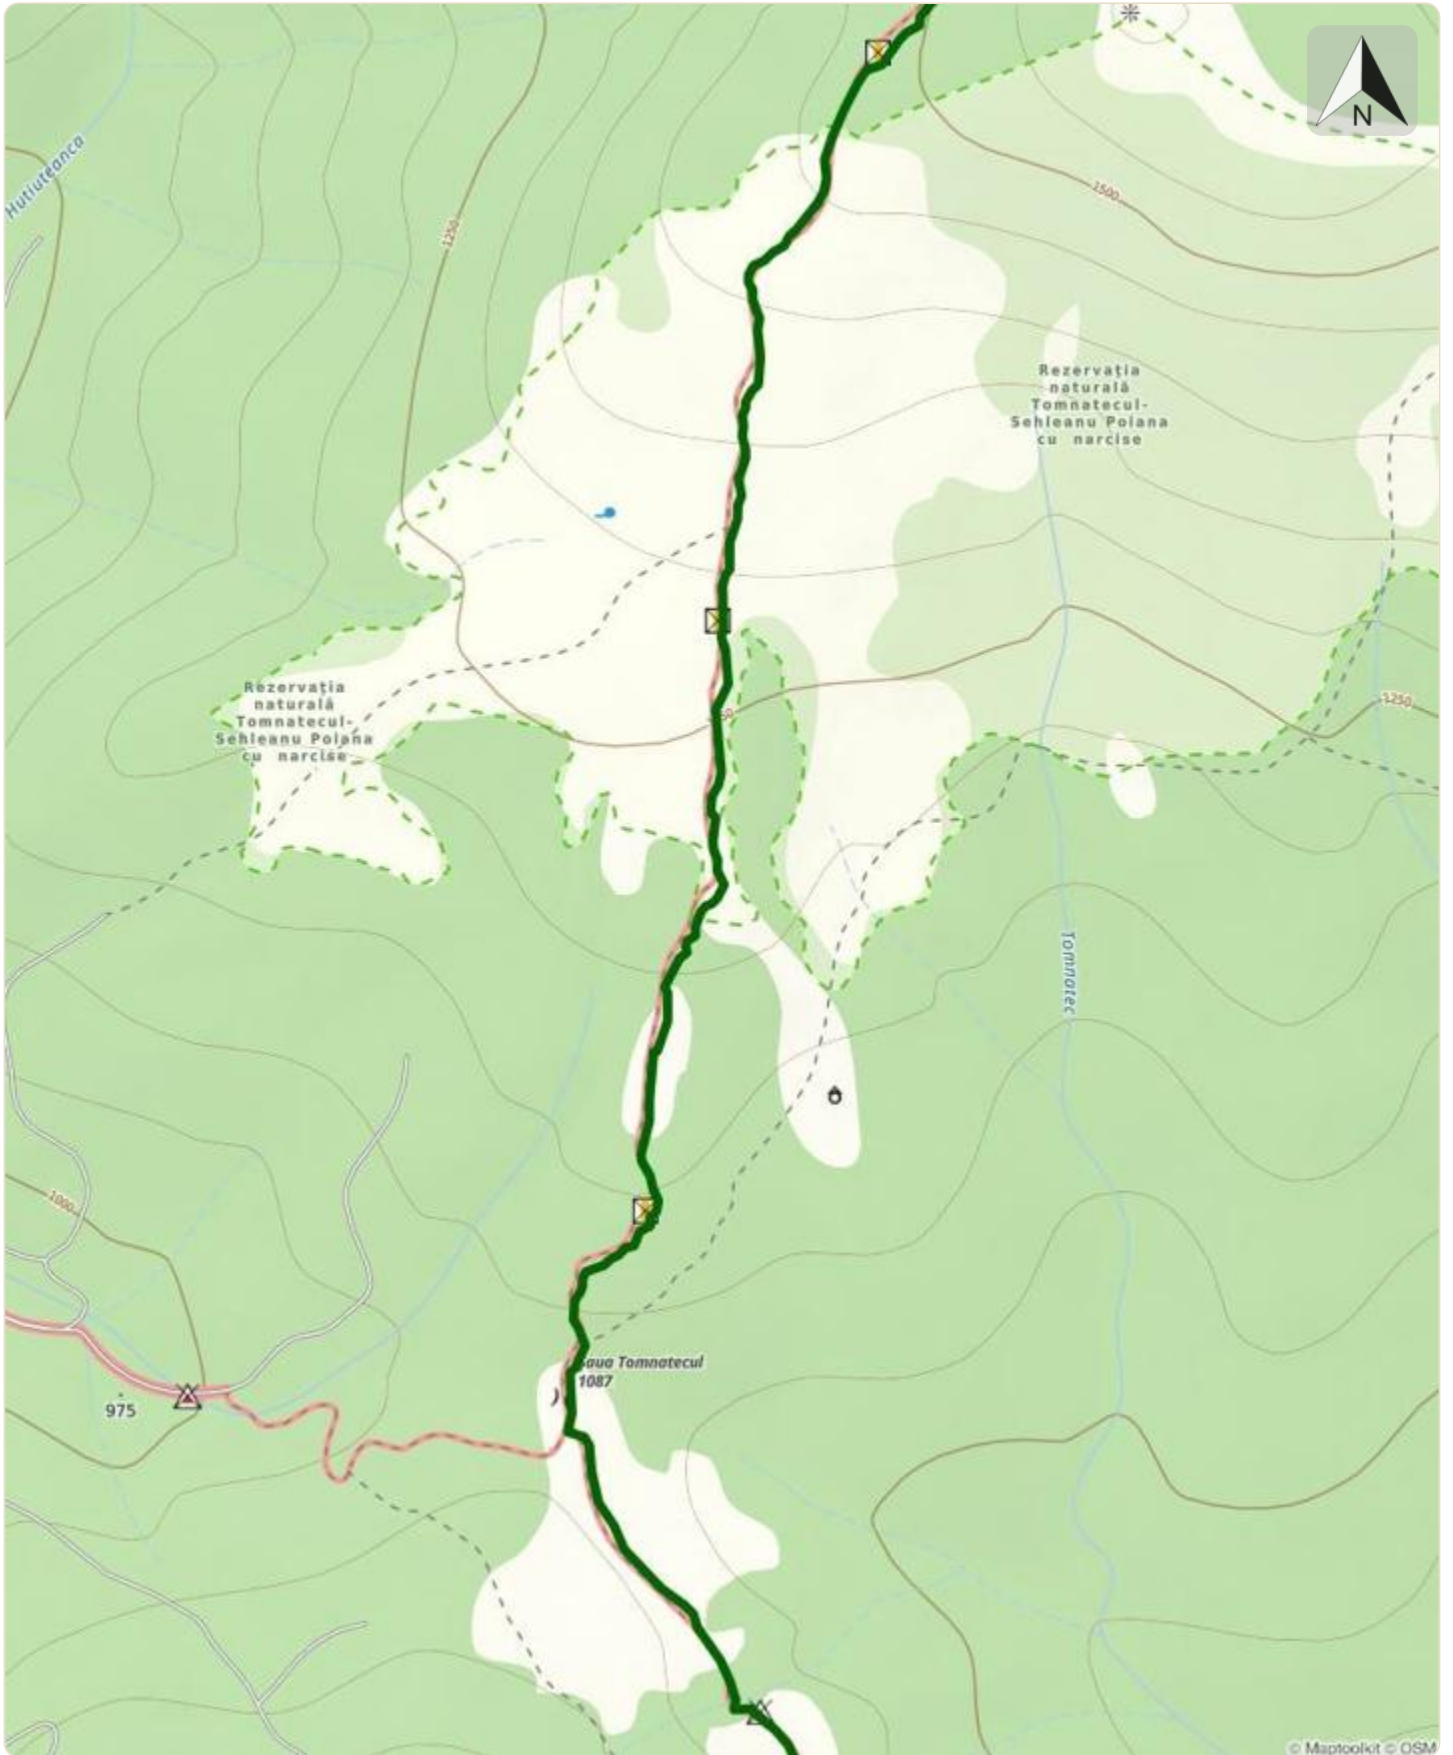 N
Hutiuteanca
1250
1500
Rezervația
naturală
Tomnatecul-
Sehleanu Poiana
cu narcise
Rezervația
naturală
Tomnatecul-
Sehleanu Poiana
cu narcise
1250
Tomnatec
1000
aua Tomnatecul
1087
975
© Maptoolkit © OSM